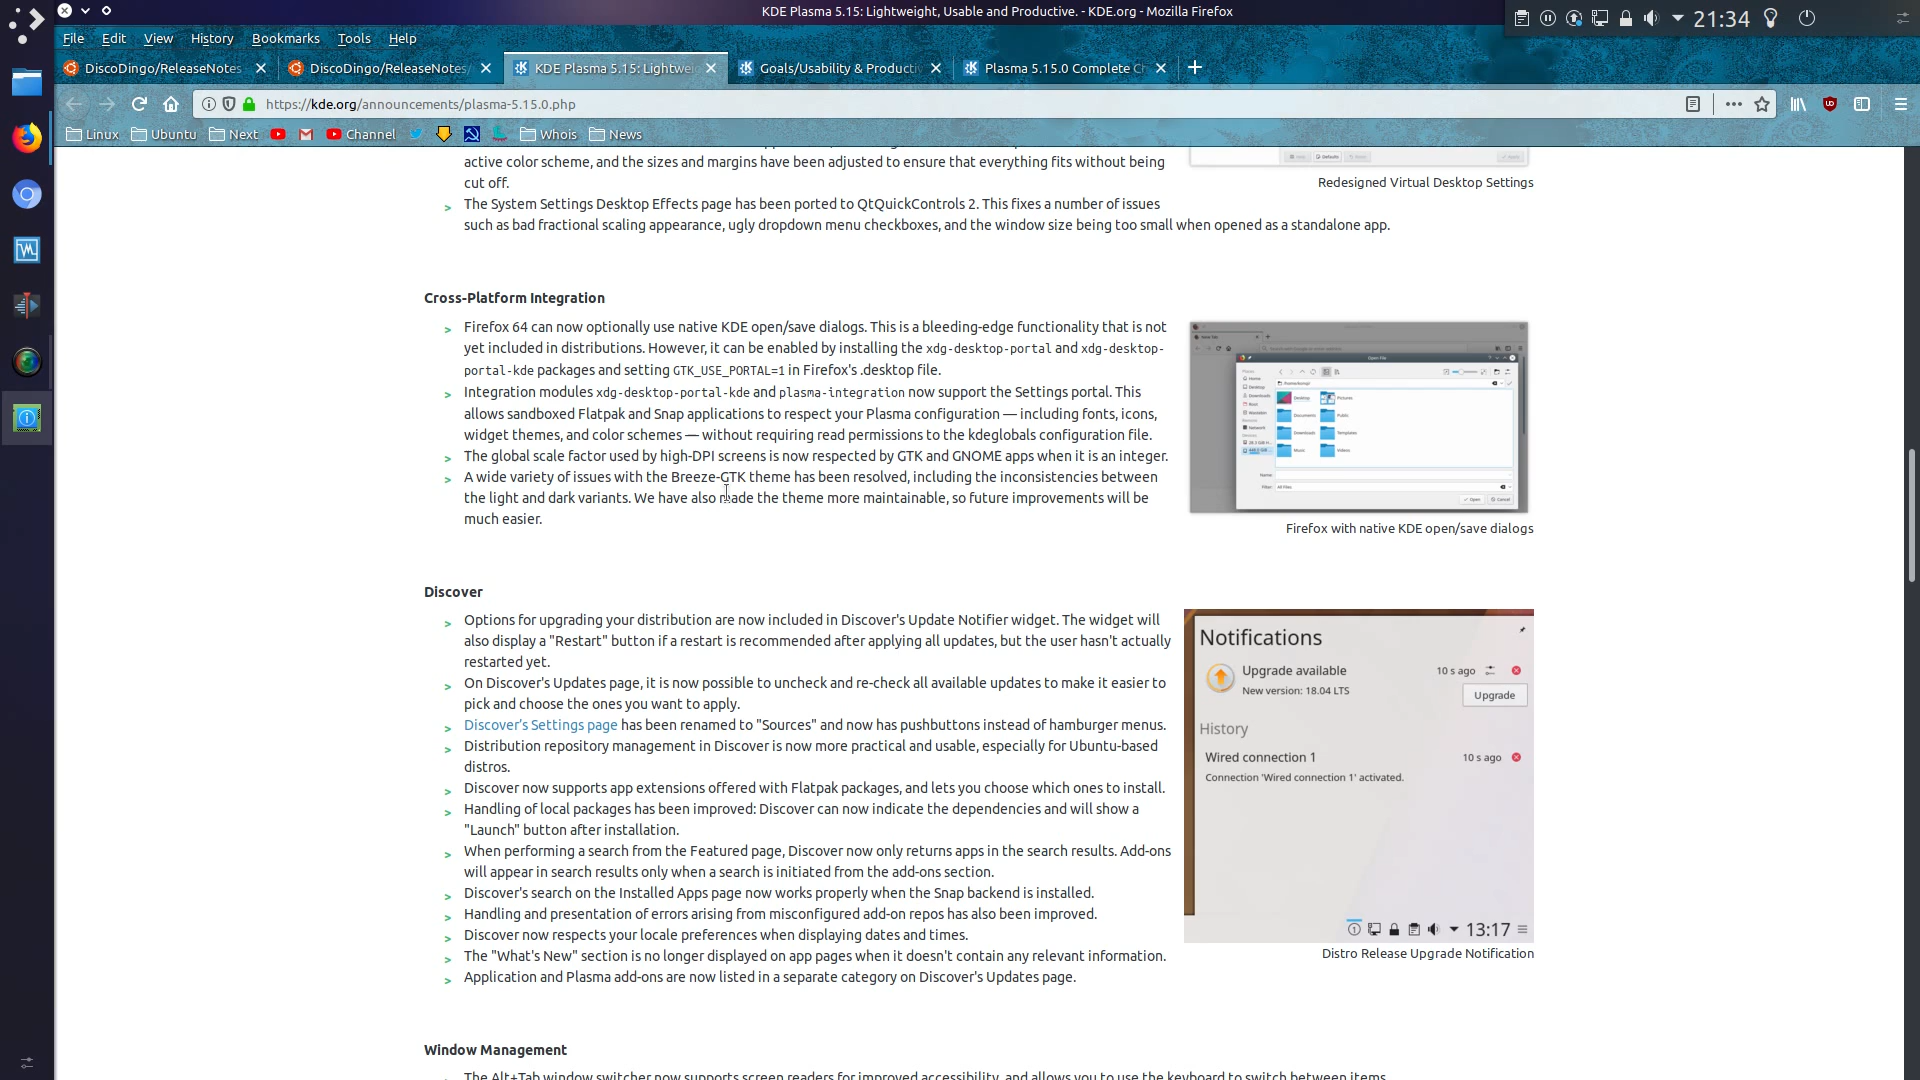 KDE Plasma 5.15: Lightweight, Usable and Productive. - KDE.org - Mozilla Firefox
21:34
File Edit View History Bookmarks Tools Help
DiscoDingo/ReleaseNotes
DiscoDingo/ReleaseNotes/
KDE Plasma 5.15: Lightwei
Goals/Usability & Producti
Plasma 5.15.0 Complete C
https://kde.org/announcements/plasma-5.15.0.php
Linux Ubuntu Next Channel Whois News
active color scheme, and the sizes and margins have been adjusted to ensure that everything fits without being
cut off.
Redesigned Virtual Desktop Settings
> The System Settings Desktop Effects page has been ported to QtQuickControls 2. This fixes a number of issues
such as bad fractional scaling appearance, ugly dropdown menu checkboxes, and the window size being too small when opened as a standalone app.
Cross-Platform Integration
> Firefox 64 can now optionally use native KDE open/save dialogs. This is a bleeding-edge functionality that is not
yet included in distributions. However, it can be enabled by installing the xdg-desktop-portal and xdg-desktop-
portal-kde packages and setting GTK_USE_PORTAL=1 in Firefox's .desktop file.
> Integration modules xdg-desktop-portal-kde and plasma-integration now support the Settings portal. This
allows sandboxed Flatpak and Snap applications to respect your Plasma configuration — including fonts, icons,
widget themes, and color schemes — without requiring read permissions to the kdeglobals configuration file.
> The global scale factor used by high-DPI screens is now respected by GTK and GNOME apps when it is an integer.
> A wide variety of issues with the Breeze-GTK theme has been resolved, including the inconsistencies between
the light and dark variants. We have also made the theme more maintainable, so future improvements will be
much easier.
Firefox with native KDE open/save dialogs
Discover
> Options for upgrading your distribution are now included in Discover's Update Notifier widget. The widget will
also display a "Restart" button if a restart is recommended after applying all updates, but the user hasn't actually
restarted yet.
> On Discover's Updates page, it is now possible to uncheck and re-check all available updates to make it easier to
pick and choose the ones you want to apply.
> Discover's Settings page has been renamed to "Sources" and now has pushbuttons instead of hamburger menus.
> Distribution repository management in Discover is now more practical and usable, especially for Ubuntu-based
distros.
> Discover now supports app extensions offered with Flatpak packages, and lets you choose which ones to install.
> Handling of local packages has been improved: Discover can now indicate the dependencies and will show a
"Launch" button after installation.
> When performing a search from the Featured page, Discover now only returns apps in the search results. Add-ons
will appear in search results only when a search is initiated from the add-ons section.
> Discover's search on the Installed Apps page now works properly when the Snap backend is installed.
> Handling and presentation of errors arising from misconfigured add-on repos has also been improved.
> Discover now respects your locale preferences when displaying dates and times.
> The "What's New" section is no longer displayed on app pages when it doesn't contain any relevant information.
> Application and Plasma add-ons are now listed in a separate category on Discover's Updates page.
Notifications
Upgrade available 10 s ago
New version: 18.04 LTS
Upgrade
History
Wired connection 1 10 s ago
Connection 'Wired connection 1' activated.
13:17
Distro Release Upgrade Notification
Window Management
The Alt+Tab window switcher now supports screen readers for improved accessibility, and allows you to use the keyboard to switch between items.